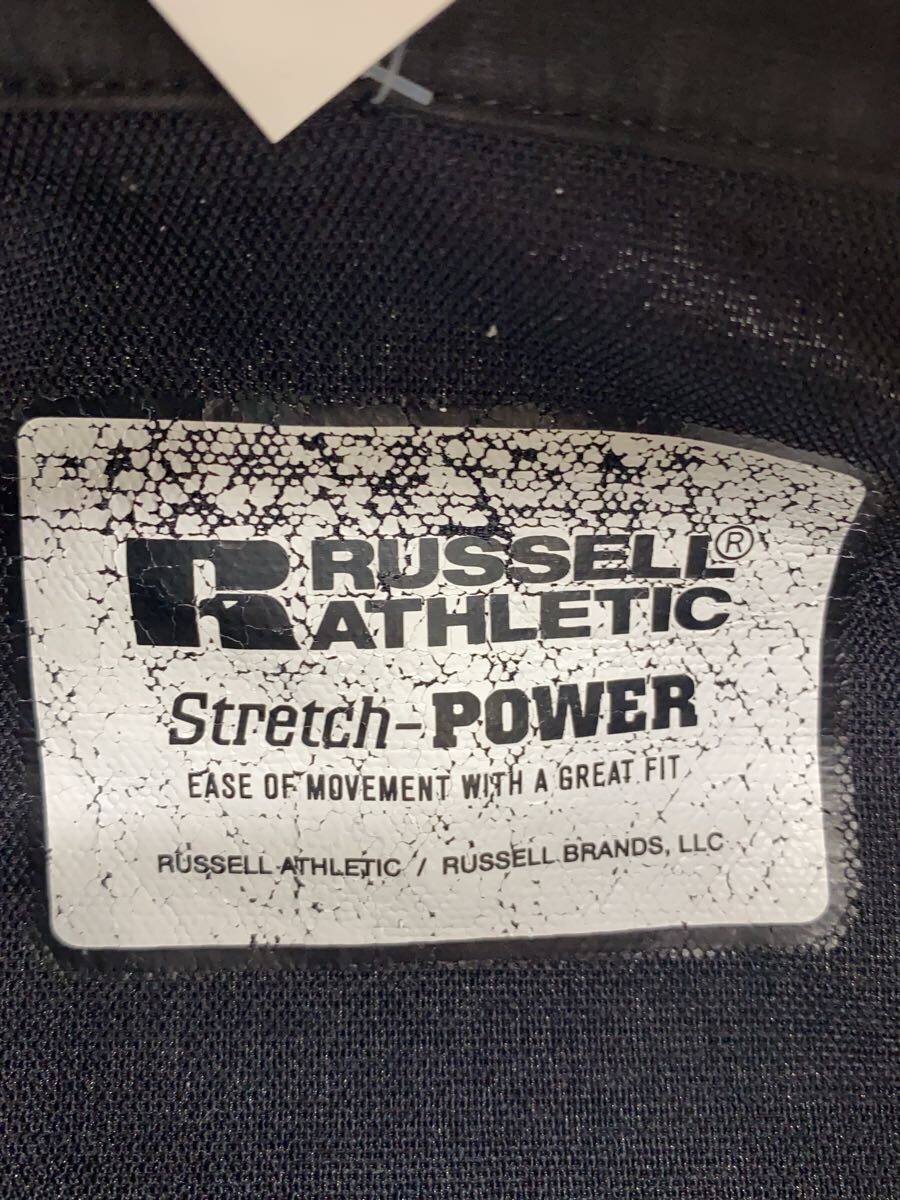 R RUSSELL®
ATHLETIC
Stretch-POWER
EASE OF MOVEMENT WITH A GREAT FIT
RUSSELL ATHLETIC / RUSSELL BRANDS, LLC